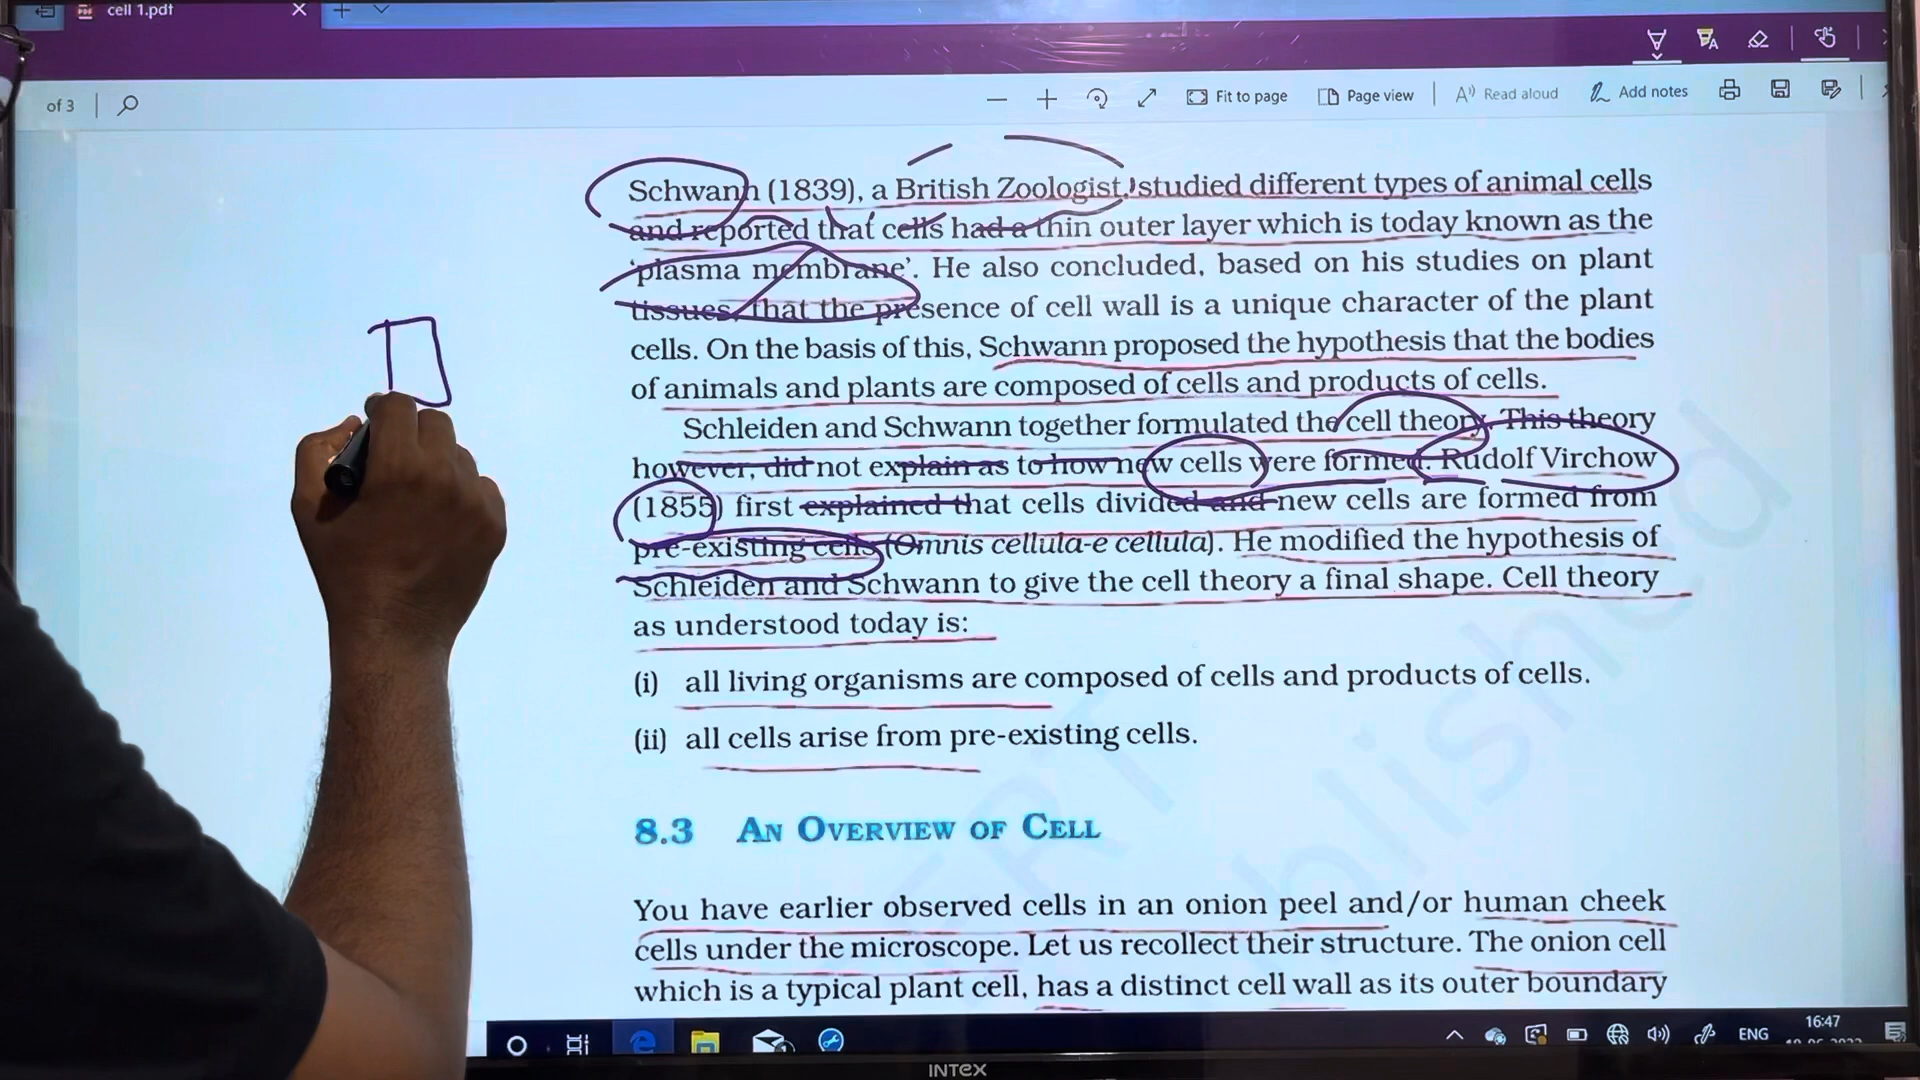 cell 1.pdf
of 3
Fit to page
Page view
Read aloud
Add notes
Schwann (1839), a British Zoologist, studied different types of animal cells
and reported that cells had a thin outer layer which is today known as the
'plasma membrane'. He also concluded, based on his studies on plant
tissues, that the presence of cell wall is a unique character of the plant
cells. On the basis of this, Schwann proposed the hypothesis that the bodies
of animals and plants are composed of cells and products of cells.
Schleiden and Schwann together formulated the cell theory. This theory
however, did not explain as to how new cells were formed. Rudolf Virchow
(1855) first explained that cells divided and new cells are formed from
pre-existing cells (Omnis cellula-e cellula). He modified the hypothesis of
Schleiden and Schwann to give the cell theory a final shape. Cell theory
as understood today is:
(i) all living organisms are composed of cells and products of cells.
(ii) all cells arise from pre-existing cells.
8.3 AN OVERVIEW OF CELL
You have earlier observed cells in an onion peel and/or human cheek
cells under the microscope. Let us recollect their structure. The onion cell
which is a typical plant cell, has a distinct cell wall as its outer boundary
ENG
16:47
INTEX